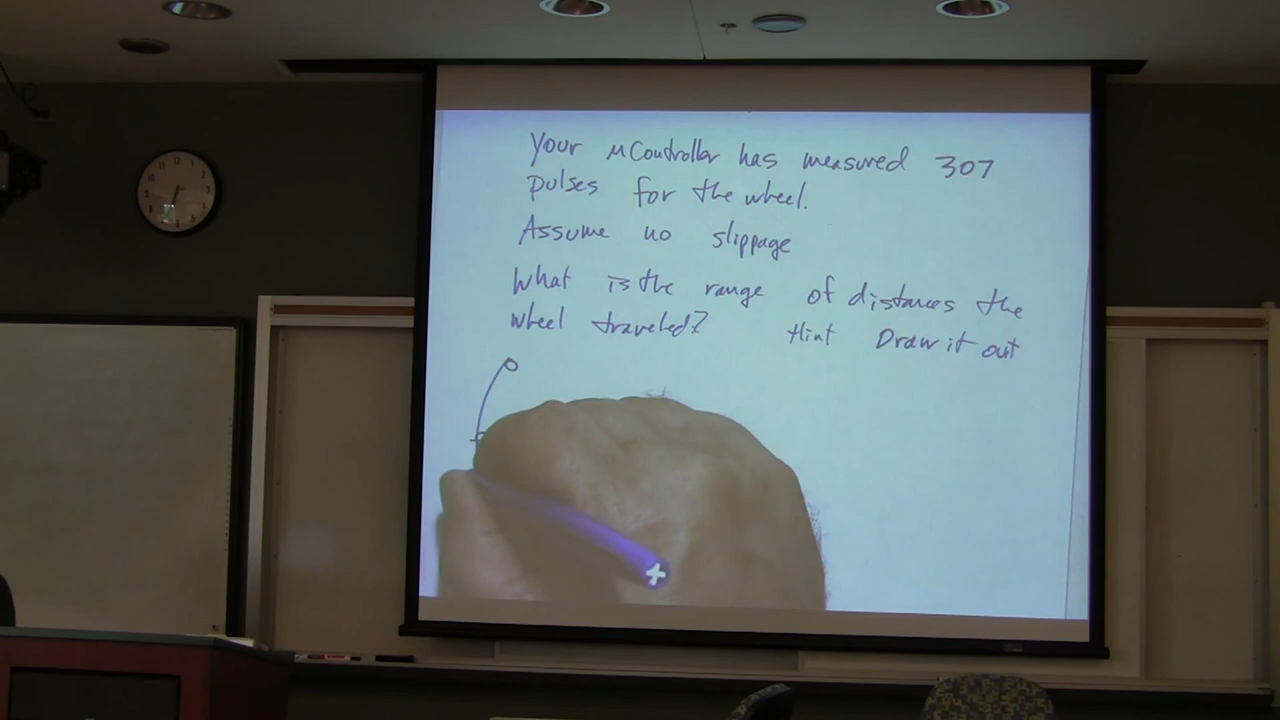 Your μController has measured 307
pulses for the wheel.
Assume no slippage
What is the range of distances the
wheel traveled? Hint Draw it out